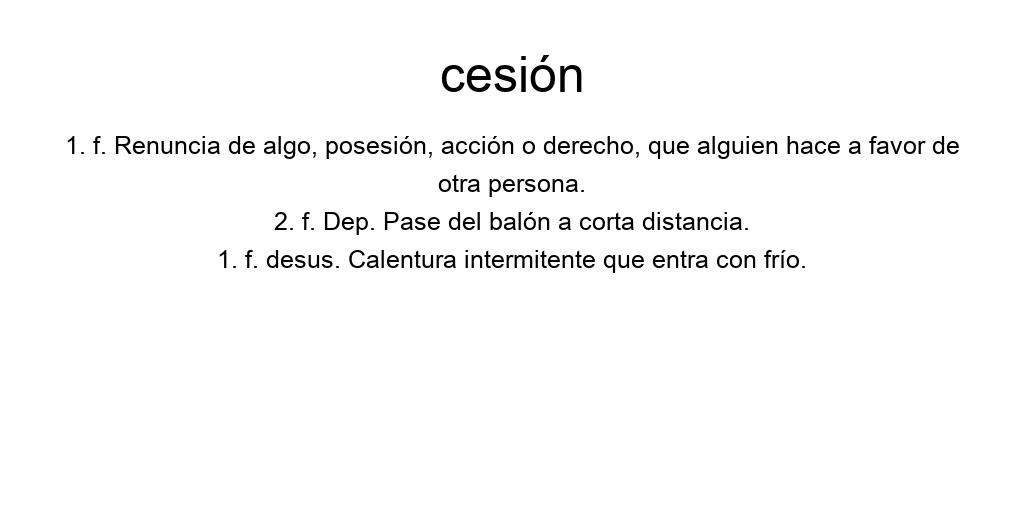 cesión
1. f. Renuncia de algo, posesión, acción o derecho, que alguien hace a favor de
otra persona.
2. f. Dep. Pase del balón a corta distancia.
1. f. desus. Calentura intermitente que entra con frío.